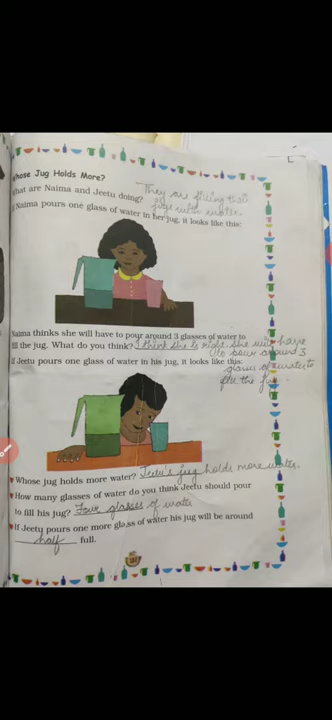 Whose Jug Holds More?
What are Naima and Jeetu doing? They are filling their
jugs with water.
If Naima pours one glass of water in her jug, it looks like this:
Naima thinks she will have to pour around 3 glasses of water to
fill the jug. What do you think? I think she is right. She will have
to pour around 3
glasses of water to
fill the jug.
If Jeetu pours one glass of water in his jug, it looks like this:
Whose jug holds more water? Jeetu's jug holds more water.
How many glasses of water do you think Jeetu should pour
to fill his jug? Four glasses of water
If Jeetu pours one more glass of water his jug will be around
half full.